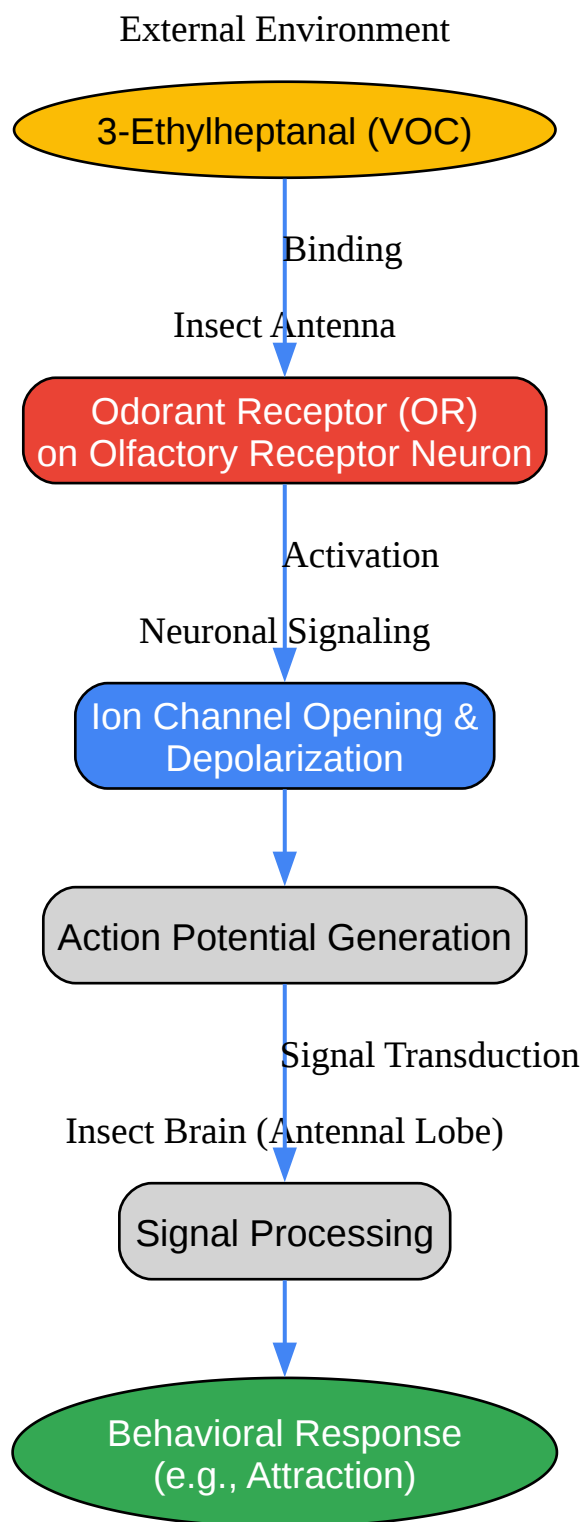 External Environment
3-Ethylheptanal (VOC)
Binding
Insect Antenna
Odorant Receptor (OR)
on Olfactory Receptor Neuron
Activation
Neuronal Signaling
Ion Channel Opening &
Depolarization
Action Potential Generation
Signal Transduction
Insect Brain (Antennal Lobe)
Signal Processing
Behavioral Response
(e.g., Attraction)